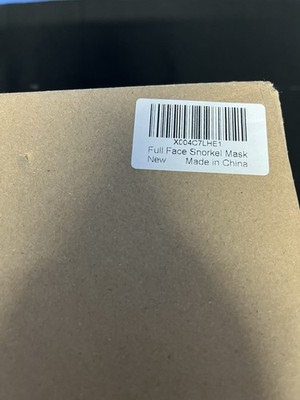 X004C7LHE1
Full Face Snorkel Mask
New Made in China